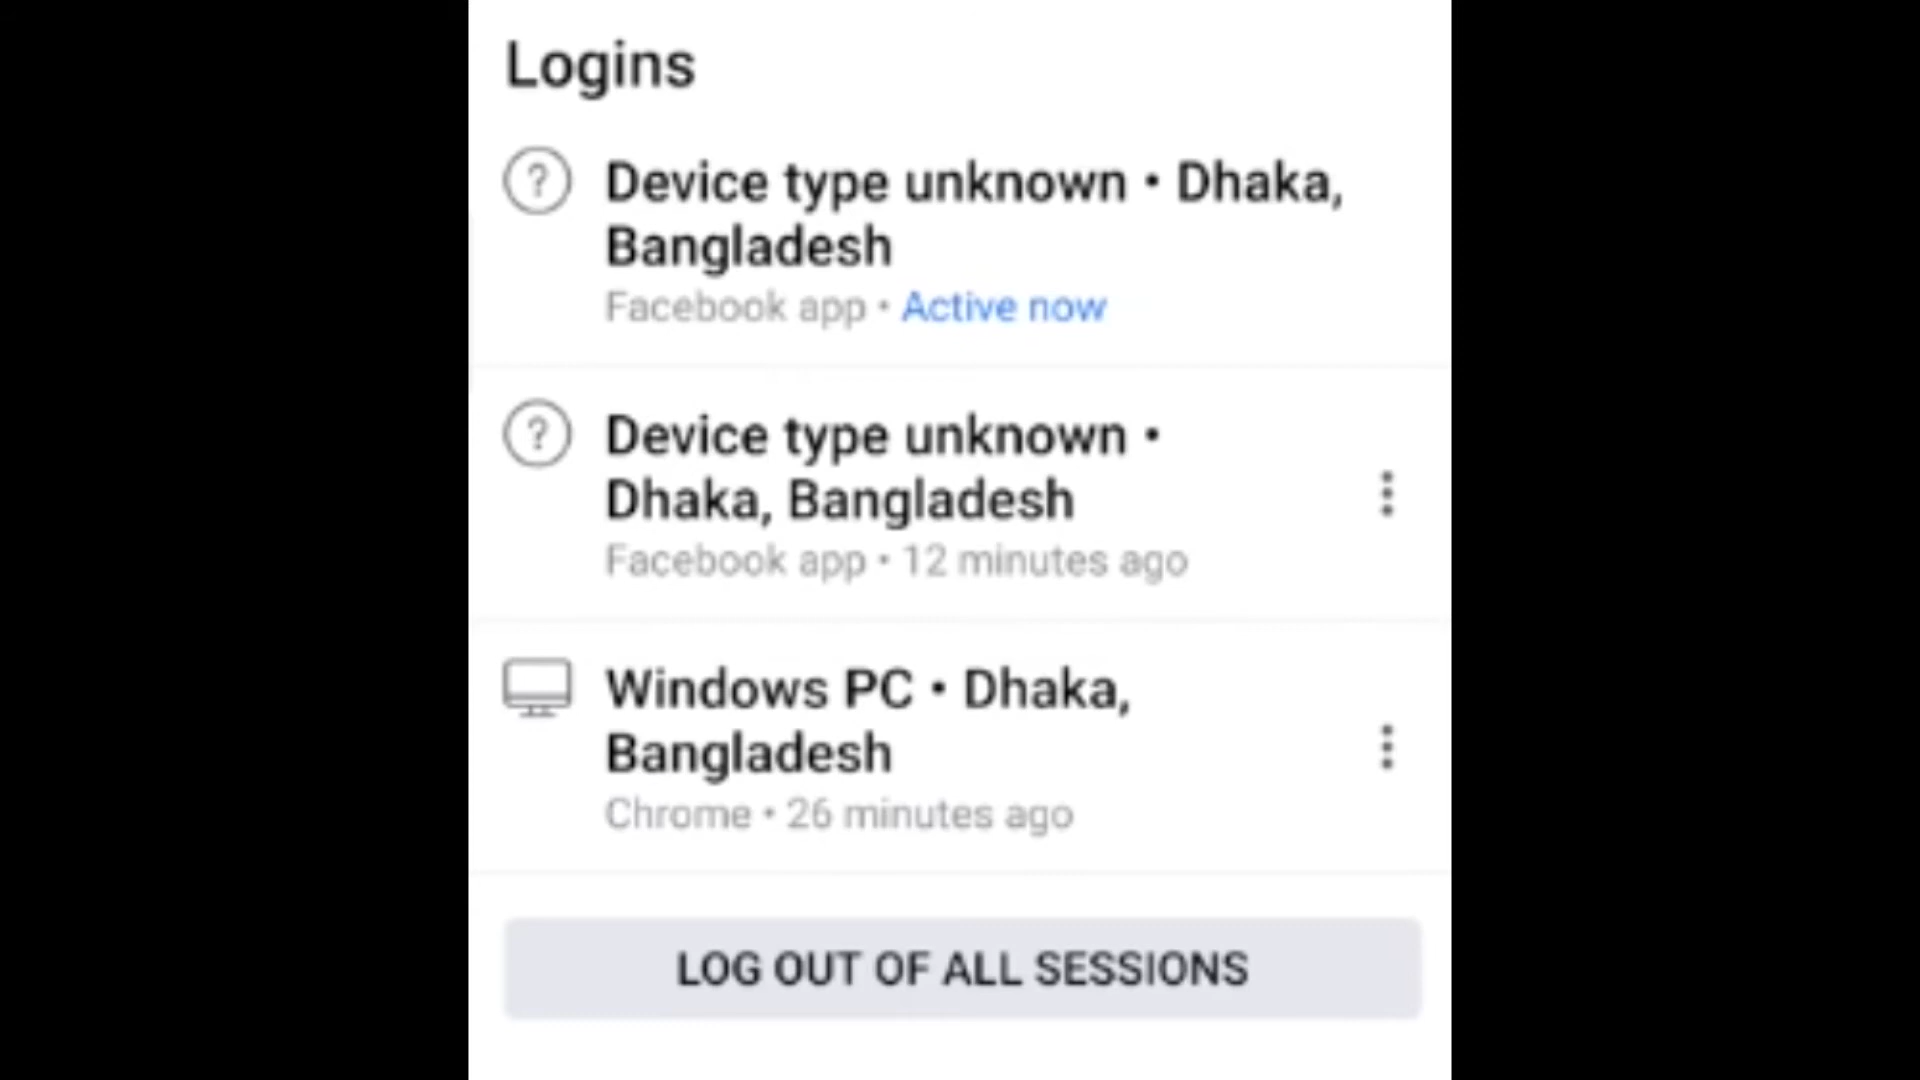 Logins
Device type unknown • Dhaka,
Bangladesh
Facebook app • Active now
Device type unknown •
Dhaka, Bangladesh
Facebook app • 12 minutes ago
Windows PC • Dhaka,
Bangladesh
Chrome • 26 minutes ago
LOG OUT OF ALL SESSIONS